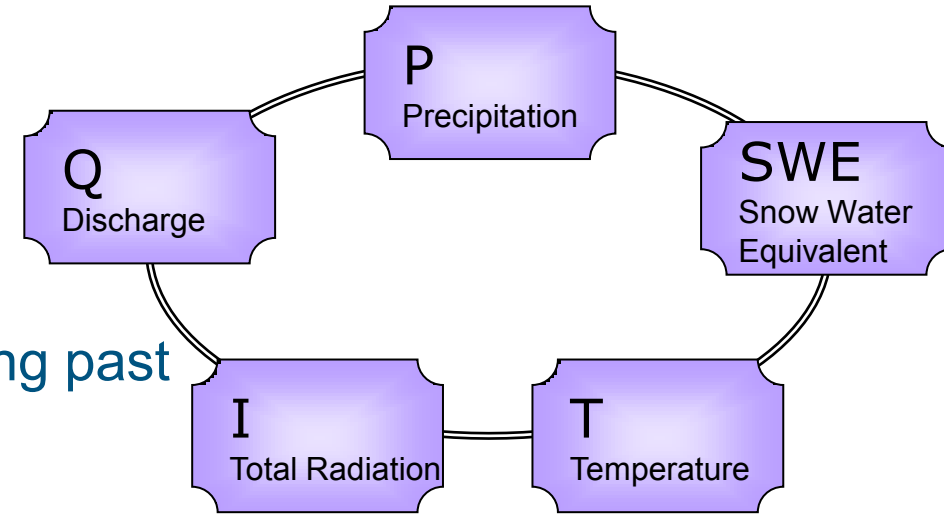 P
Precipitation
Q
Discharge
SWE
Snow Water
Equivalent
ng past
I
Total Radiation
T
Temperature